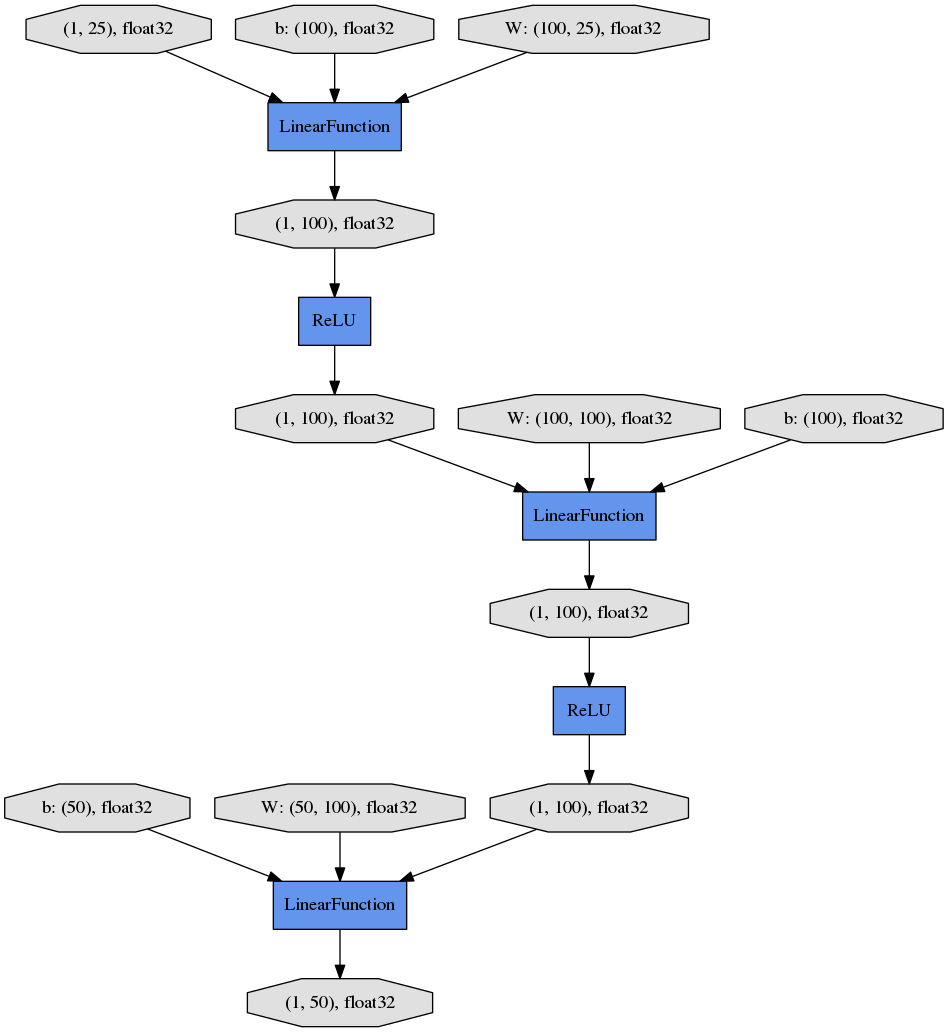 (1, 25), float32
b: (100), float32
W: (100, 25), float32
LinearFunction
(1, 100), float32
ReLU
(1, 100), float32
W: (100, 100), float32
b: (100), float32
LinearFunction
(1, 100), float32
ReLU
b: (50), float32
W: (50, 100), float32
(1, 100), float32
LinearFunction
(1, 50), float32